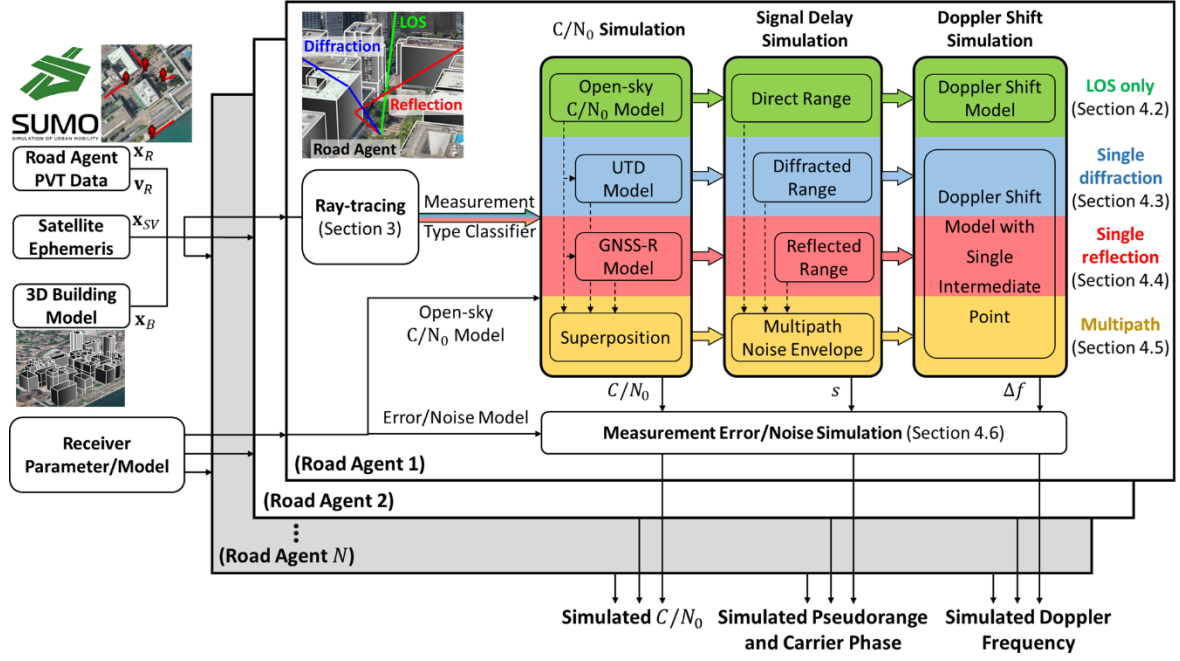 SUMO
SIMULATION OF URBAN MOBILITY
Road Agent
PVT Data
x_R
v_R
Satellite
Ephemeris
x_SV
3D Building
Model
x_B
Receiver
Parameter/Model
LOS
Diffraction
Reflection
Road Agent
Ray-tracing
(Section 3)
Measurement
Type Classifier
Open-sky
C/N₀ Model
Error/Noise Model
C/N₀ Simulation
Open-sky
C/N₀ Model
UTD
Model
GNSS-R
Model
Superposition
Signal Delay
Simulation
Direct Range
Diffracted
Range
Reflected
Range
Multipath
Noise Envelope
Doppler Shift
Simulation
Doppler Shift
Model
Doppler Shift
Model with
Single
Intermediate
Point
LOS only
(Section 4.2)
Single
diffraction
(Section 4.3)
Single
reflection
(Section 4.4)
Multipath
(Section 4.5)
C/N₀
s
Δf
Measurement Error/Noise Simulation (Section 4.6)
(Road Agent 1)
(Road Agent 2)
⋮
(Road Agent N)
Simulated C/N₀
Simulated Pseudorange
and Carrier Phase
Simulated Doppler
Frequency